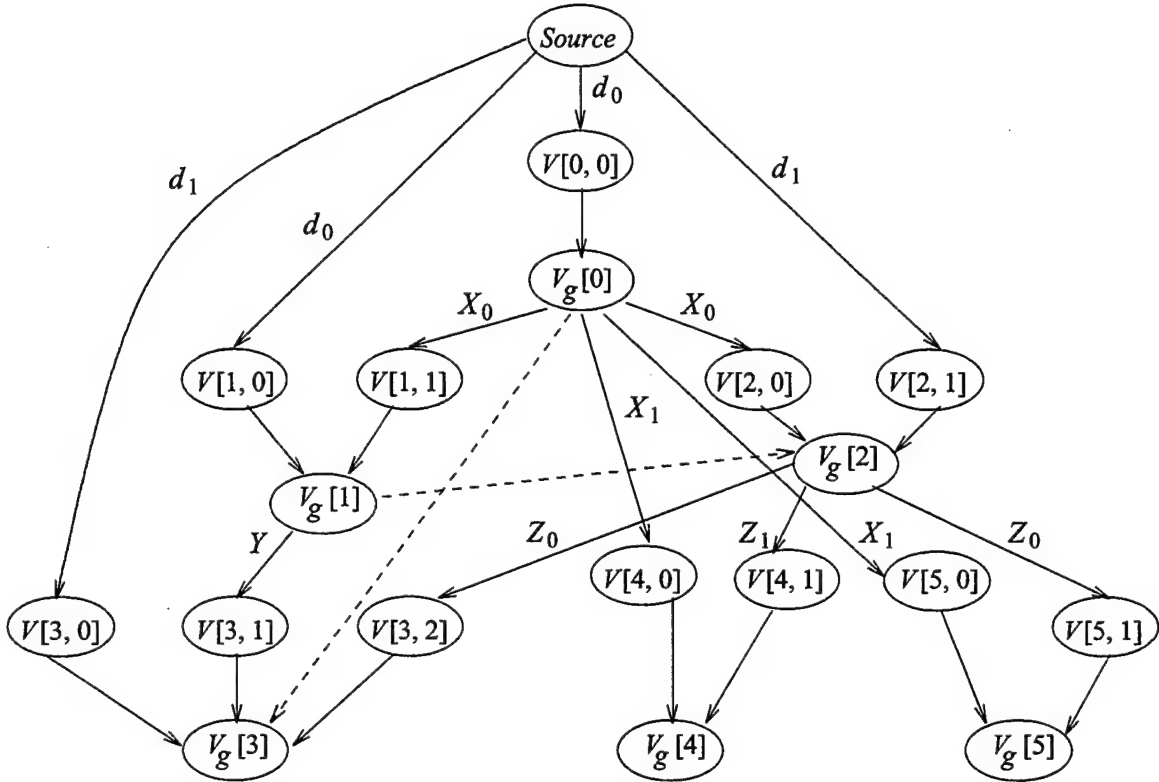 Source
d0
V[0, 0]
d1
d1
d0
Vg[0]
X0
X0
V[1, 0]
V[1, 1]
V[2, 0]
V[2, 1]
X1
Vg[2]
Vg[1]
Y
Z0
Z1
X1
Z0
V[4, 0]
V[4, 1]
V[5, 0]
V[3, 0]
V[3, 1]
V[3, 2]
V[5, 1]
Vg[3]
Vg[4]
Vg[5]